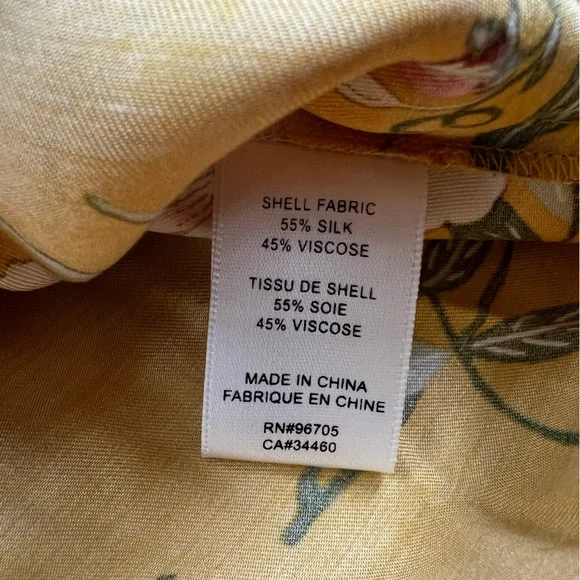 SHELL FABRIC
55% SILK
45% VISCOSE
TISSU DE SHELL
55% SOIE
45% VISCOSE
MADE IN CHINA
FABRIQUE EN CHINE
RN#96705
CA#34460